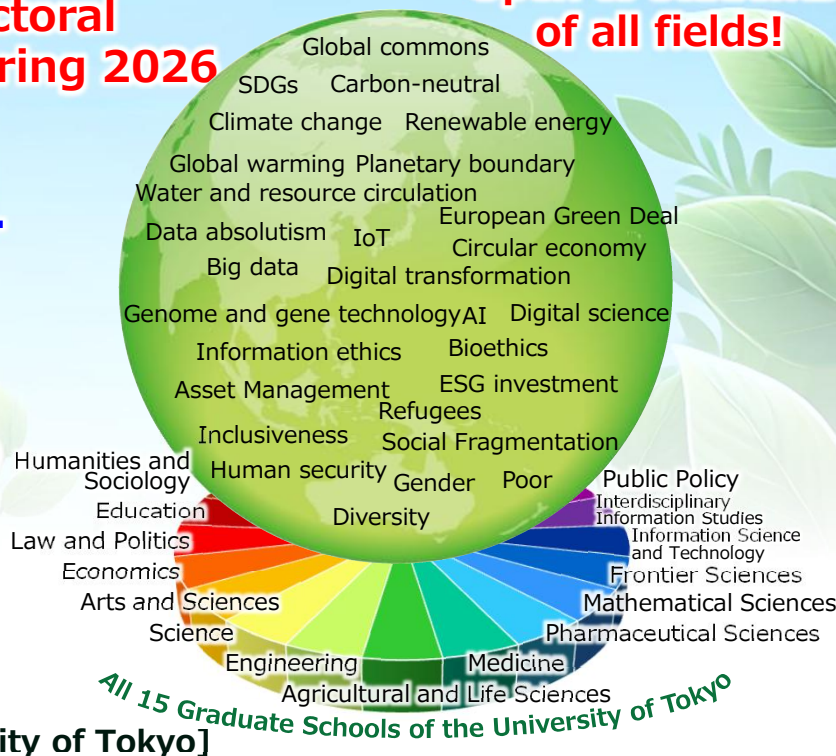 ctoral
ring 2026
of all fields!
Global commons
SDGs Carbon-neutral
Climate change Renewable energy
Global warming Planetary boundary
Water and resource circulation
European Green Deal
Data absolutism IoT
Circular economy
Big data Digital transformation
Genome and gene technology AI Digital science
Information ethics Bioethics
Asset Management ESG investment
Refugees
Inclusiveness Social Fragmentation
Human security Gender Poor
Diversity
Humanities and
Sociology
Education
Law and Politics
Economics
Arts and Sciences
Science
Engineering
Agricultural and Life Sciences
Medicine
Pharmaceutical Sciences
Mathematical Sciences
Frontier Sciences
Information Science
and Technology
Interdisciplinary
Information Studies
Public Policy
All 15 Graduate Schools of the University of Tokyo
ity of Tokyo]